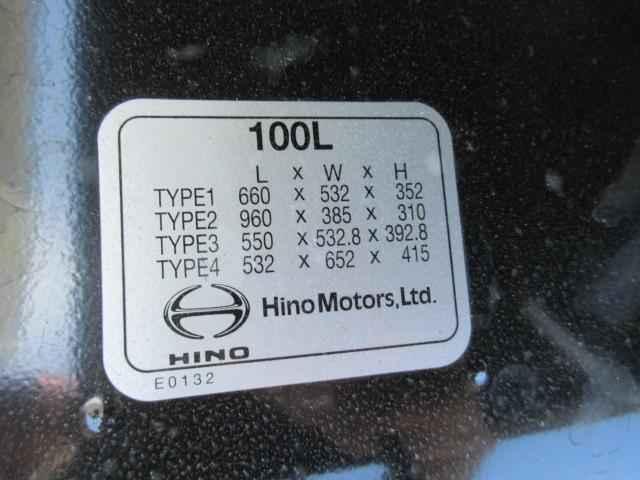 100L
L x W x H
TYPE1 660 x 532 x 352
TYPE2 960 x 385 x 310
TYPE3 550 x 532.8 x 392.8
TYPE4 532 x 652 x 415
Hino Motors, Ltd.
HINO
E0132